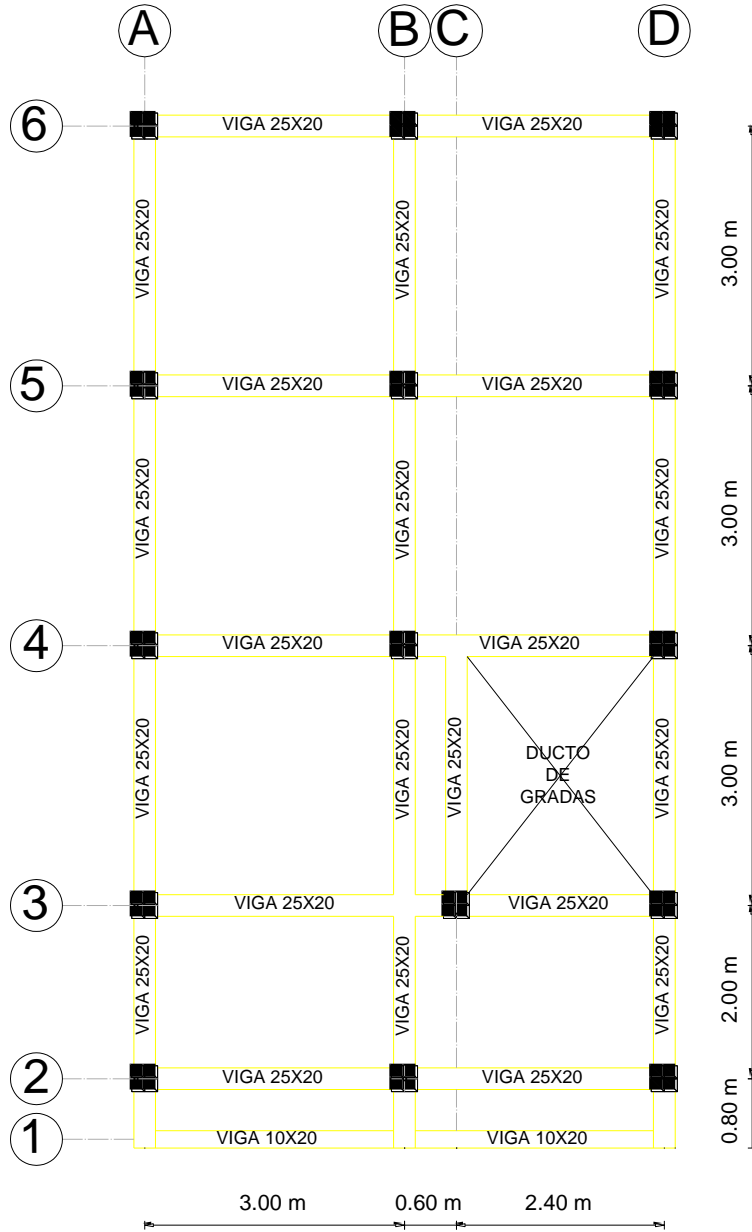 A B C D
6
VIGA 25X20 VIGA 25X20
VIGA 25X20 VIGA 25X20 VIGA 25X20
3.00 m
5
VIGA 25X20 VIGA 25X20
VIGA 25X20 VIGA 25X20 VIGA 25X20
3.00 m
4
VIGA 25X20 VIGA 25X20
VIGA 25X20 VIGA 25X20 VIGA 25X20 VIGA 25X20
DUCTO
DE
GRADAS
3.00 m
3
VIGA 25X20 VIGA 25X20
VIGA 25X20 VIGA 25X20 VIGA 25X20
2.00 m
2
VIGA 25X20 VIGA 25X20
0.80 m
1
VIGA 10X20 VIGA 10X20
3.00 m 0.60 m 2.40 m